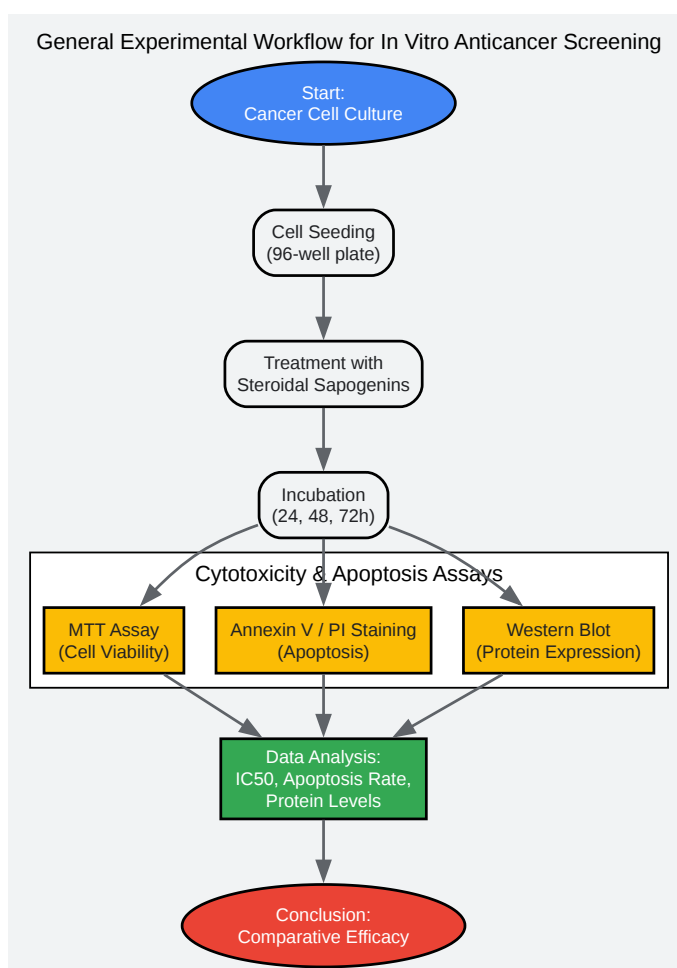 General Experimental Workflow for In Vitro Anticancer Screening
Start:
Cancer Cell Culture
Cell Seeding
(96-well plate)
Treatment with
Steroidal Sapogenins
Incubation
(24, 48, 72h)
Cytotoxicity & Apoptosis Assays
MTT Assay
(Cell Viability)
Annexin V / PI Staining
(Apoptosis)
Western Blot
(Protein Expression)
Data Analysis:
IC50, Apoptosis Rate,
Protein Levels
Conclusion:
Comparative Efficacy